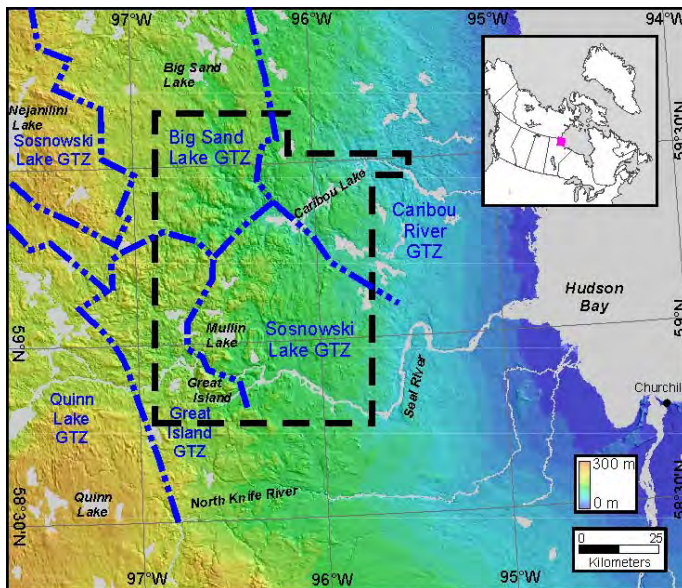 97°W
96°W
95°W
94°W
Big Sand
Lake
Nejanilini
Lake
Sosnowski
Lake GTZ
Big Sand
Lake GTZ
59°30'N
Caribou Lake
Caribou
River
GTZ
Hudson
Bay
59°N
Mullin
Lake
Sosnowski
Lake GTZ
59°N
Great
Island
Seal River
Quinn
Lake
GTZ
Great
Island
GTZ
Churchill
Quinn
Lake
North Knife River
300 m
0 m
58°30'N
58°30'N
0
25
Kilometers
97°W
96°W
95°W